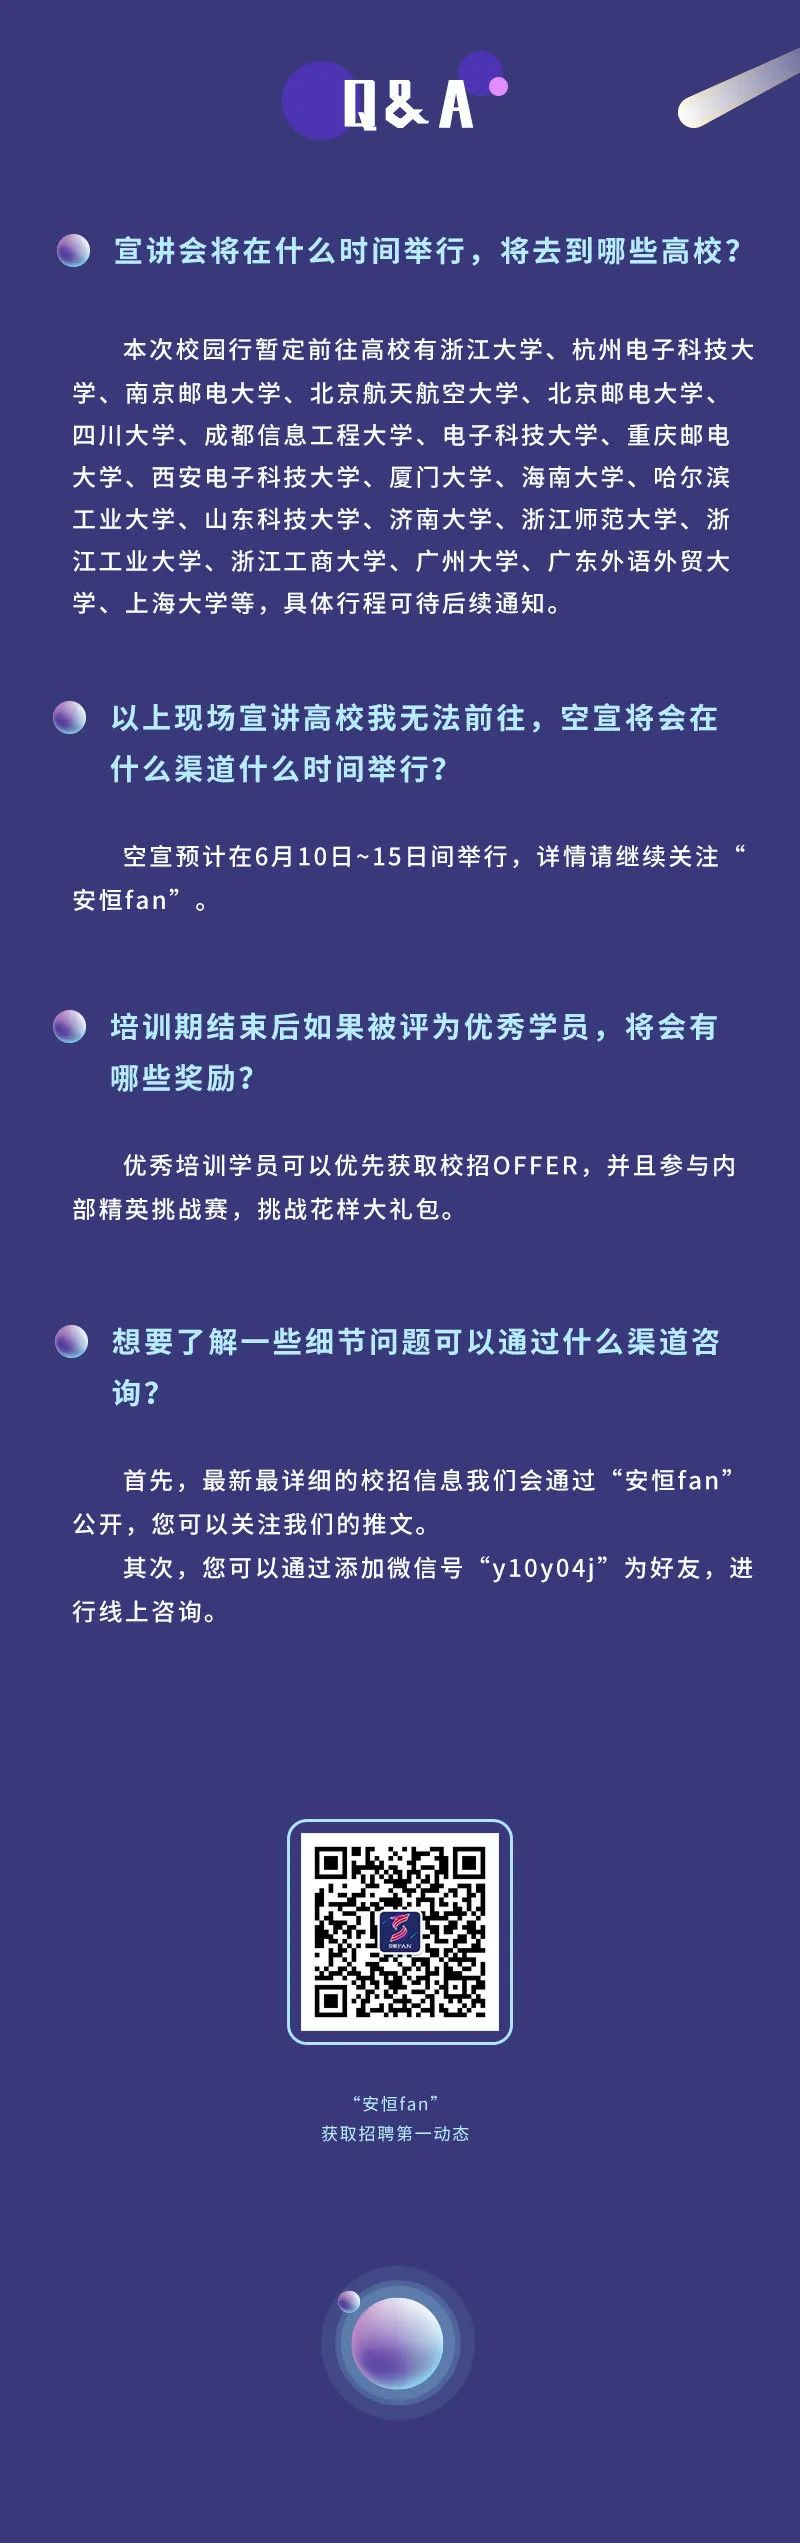 Q&A
宣讲会将在什么时间举行，将去到哪些高校？
本次校园行暂定前往高校有浙江大学、杭州电子科技大
学、南京邮电大学、北京航天航空大学、北京邮电大学、
四川大学、成都信息工程大学、电子科技大学、重庆邮电
大学、西安电子科技大学、厦门大学、海南大学、哈尔滨
工业大学、山东科技大学、济南大学、浙江师范大学、浙
江工业大学、浙江工商大学、广州大学、广东外语外贸大
学、上海大学等，具体行程可待后续通知。
以上现场宣讲高校我无法前往，空宣将会在
什么渠道什么时间举行？
空宣预计在6月10日~15日间举行，详情请继续关注“
安恒fan”。
培训期结束后如果被评为优秀学员，将会有
哪些奖励？
优秀培训学员可以优先获取校招OFFER，并且参与内
部精英挑战赛，挑战花样大礼包。
想要了解一些细节问题可以通过什么渠道咨
询？
首先，最新最详细的校招信息我们会通过“安恒fan”
公开，您可以关注我们的推文。
其次，您可以通过添加微信号“y10y04j”为好友，进
行线上咨询。
安恒FAN
“安恒fan”
获取招聘第一动态